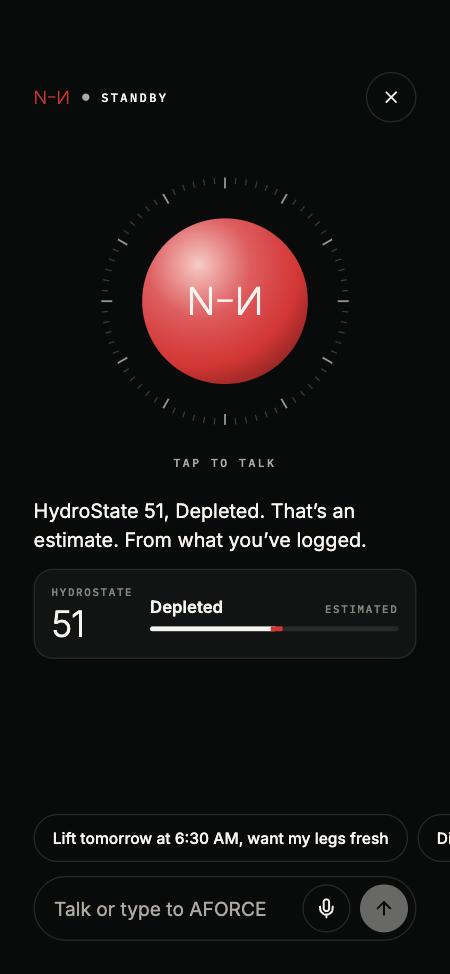 N-И
STANDBY
N-И
TAP TO TALK
HydroState 51, Depleted. That’s an
estimate. From what you’ve logged.
HYDROSTATE
51
Depleted
ESTIMATED
Lift tomorrow at 6:30 AM, want my legs fresh
Talk or type to AFORCE